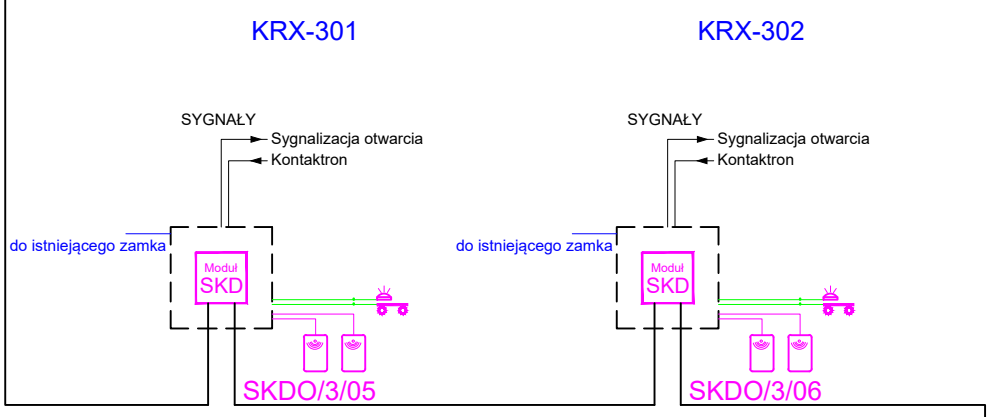 KRX-301
SYGNAŁY
Sygnalizacja otwarcia
Kontaktron
do istniejącego zamka
Moduł
SKD
SKDO/3/05
KRX-302
SYGNAŁY
Sygnalizacja otwarcia
Kontaktron
do istniejącego zamka
Moduł
SKD
SKDO/3/06